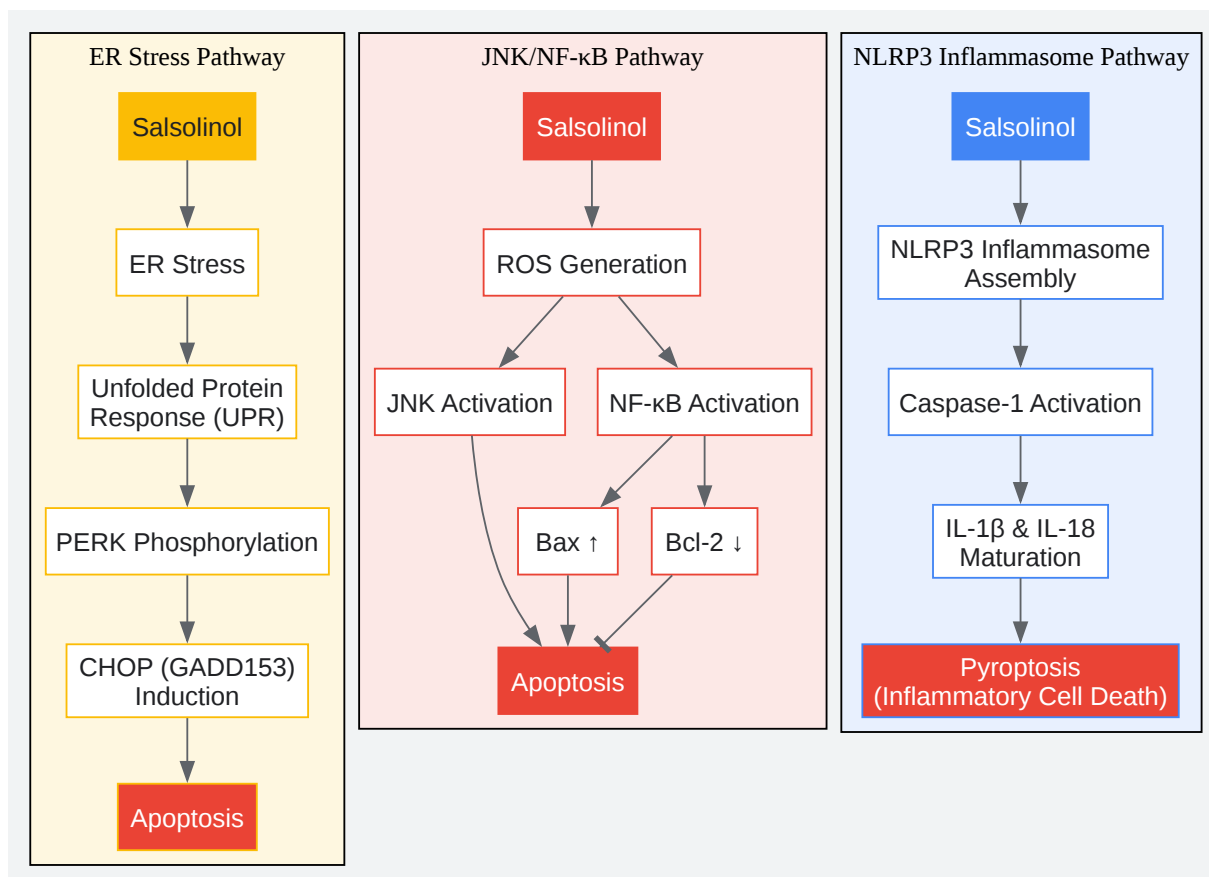 ER Stress Pathway
Salsolinol
ER Stress
Unfolded Protein
Response (UPR)
PERK Phosphorylation
CHOP (GADD153)
Induction
Apoptosis
JNK/NF-κB Pathway
Salsolinol
ROS Generation
JNK Activation
NF-κB Activation
Bax ↑
Bcl-2 ↓
Apoptosis
NLRP3 Inflammasome Pathway
Salsolinol
NLRP3 Inflammasome
Assembly
Caspase-1 Activation
IL-1β & IL-18
Maturation
Pyroptosis
(Inflammatory Cell Death)